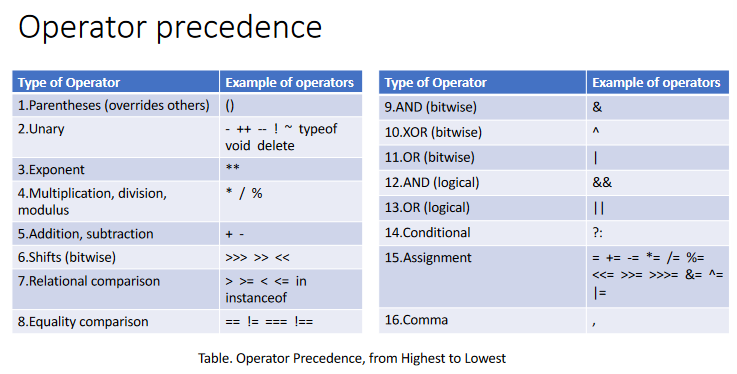 Operator precedence
Type of Operator Example of operators
1.Parentheses (overrides others) ()
2.Unary - ++ -- ! ~ typeof
void delete
3.Exponent **
4.Multiplication, division,
modulus * / %
5.Addition, subtraction + -
6.Shifts (bitwise) >>> >> <<
7.Relational comparison > >= < <= in
instanceof
8.Equality comparison == != === !==
Type of Operator Example of operators
9.AND (bitwise) &
10.XOR (bitwise) ^
11.OR (bitwise) |
12.AND (logical) &&
13.OR (logical) ||
14.Conditional ?:
15.Assignment = += -= *= /= %=
<<= >>= >>>= &= ^=
|=
16.Comma ,
Table. Operator Precedence, from Highest to Lowest